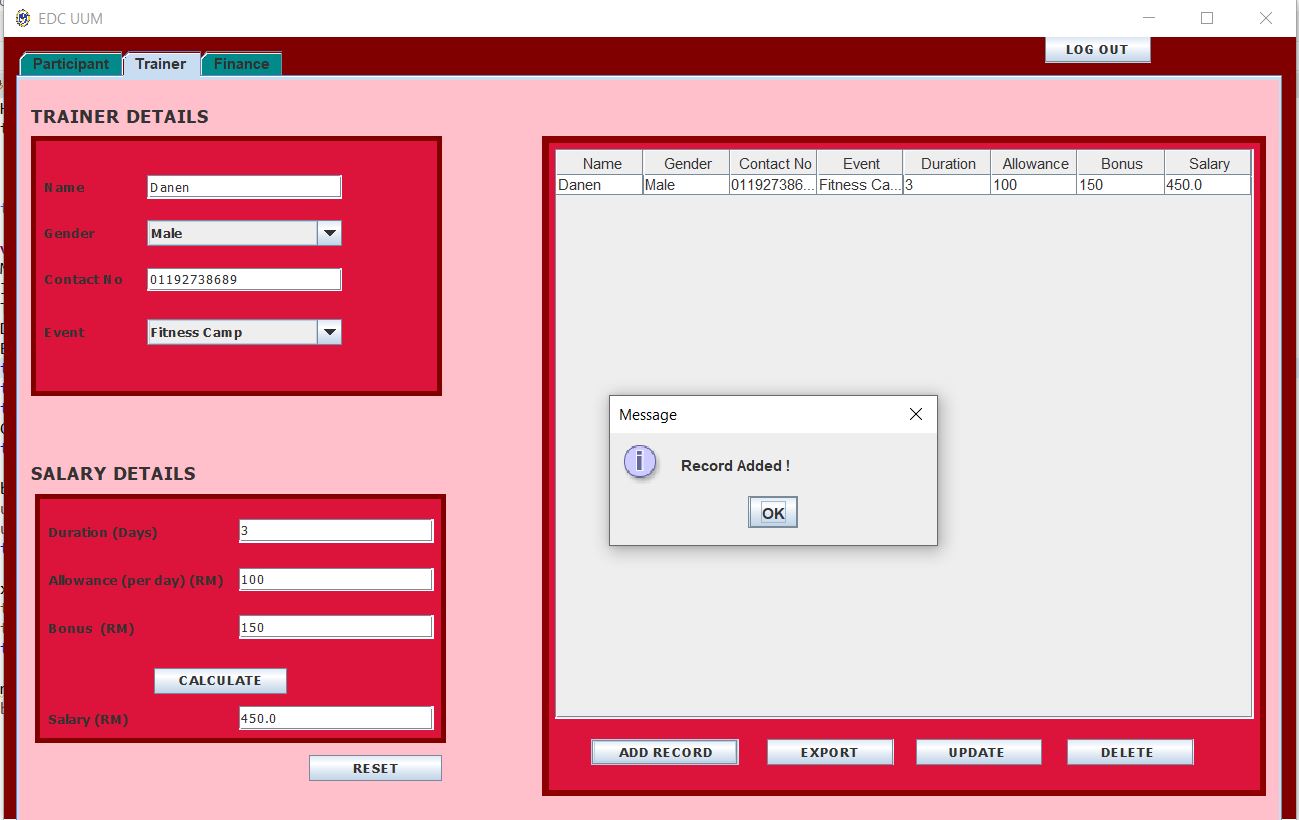 EDC UUM
LOG OUT
Participant Trainer Finance
TRAINER DETAILS
Name Danen
Gender Male
Contact No 01192738689
Event Fitness Camp
SALARY DETAILS
Duration (Days) 3
Allowance (per day) (RM) 100
Bonus (RM) 150
CALCULATE
Salary (RM) 450.0
RESET
Name Gender Contact No Event Duration Allowance Bonus Salary
Danen Male 011927386... Fitness Ca... 3 100 150 450.0
Message
Record Added !
OK
ADD RECORD EXPORT UPDATE DELETE